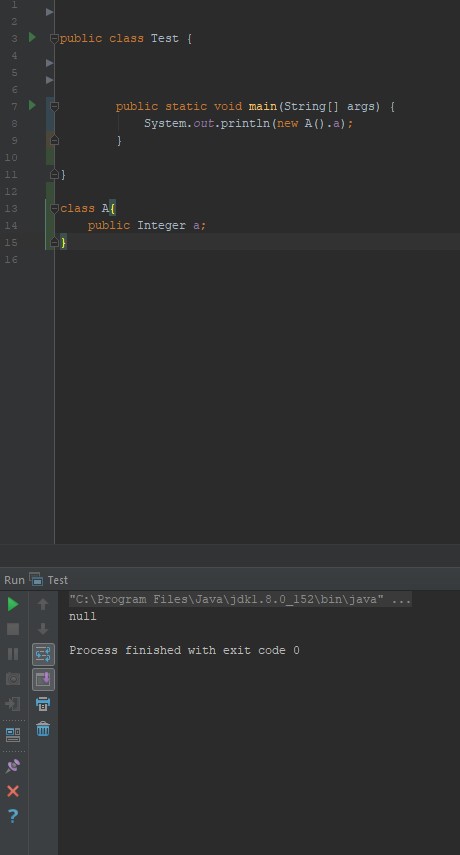 1
2
3 public class Test {
4
5
6
7 public static void main(String[] args) {
8 System.out.println(new A().a);
9 }
10
11 }
12
13 class A{
14 public Integer a;
15 }
16
Run Test
"C:\Program Files\Java\jdk1.8.0_152\bin\java" ...
null
Process finished with exit code 0
?